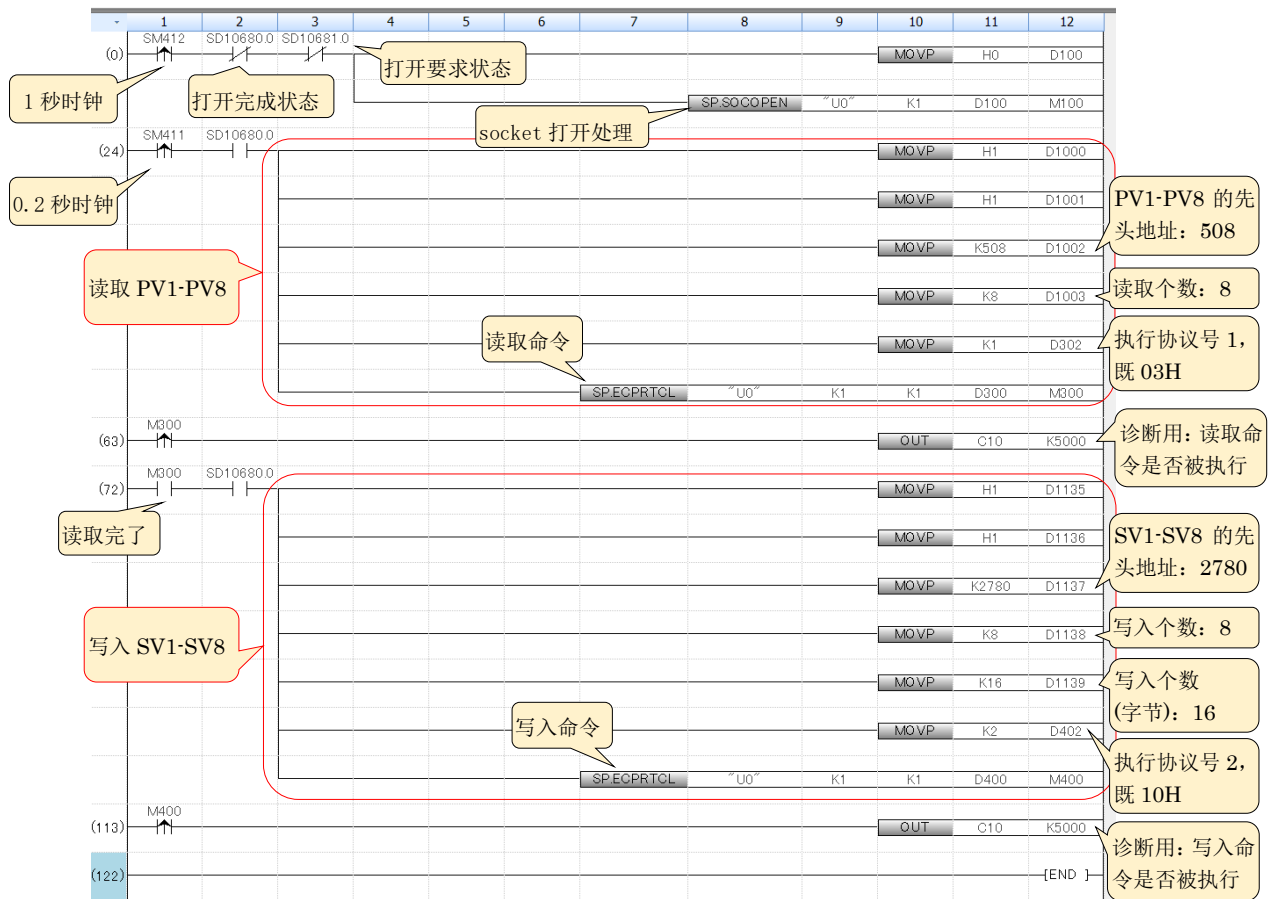 1 2 3 4 5 6 7 8 9 10 11 12
SM412 SD10680.0 SD10681.0
(0) MOVP H0 D100
打开要求状态
1 秒时钟
打开完成状态
SP.SOCOPEN "U0" K1 D100 M100
socket 打开处理
SM411 SD10680.0
(24) MOVP H1 D1000
0.2 秒时钟
MOVP H1 D1001
PV1-PV8 的先
头地址：508
MOVP K508 D1002
读取 PV1-PV8
MOVP K8 D1003
读取个数：8
读取命令
MOVP K1 D302
执行协议号 1，
既 03H
SP.ECPRTCL "U0" K1 K1 D300 M300
M300
(63) OUT C10 K5000
诊断用：读取命
令是否被执行
M300 SD10680.0
(72) MOVP H1 D1135
读取完了
MOVP H1 D1136
SV1-SV8 的先
头地址：2780
MOVP K2780 D1137
写入 SV1-SV8
MOVP K8 D1138
写入个数：8
MOVP K16 D1139
写入个数
(字节)：16
写入命令
MOVP K2 D402
执行协议号 2，
既 10H
SP.ECPRTCL "U0" K1 K1 D400 M400
M400
(113) OUT C10 K5000
诊断用：写入命
令是否被执行
(122) [END ]